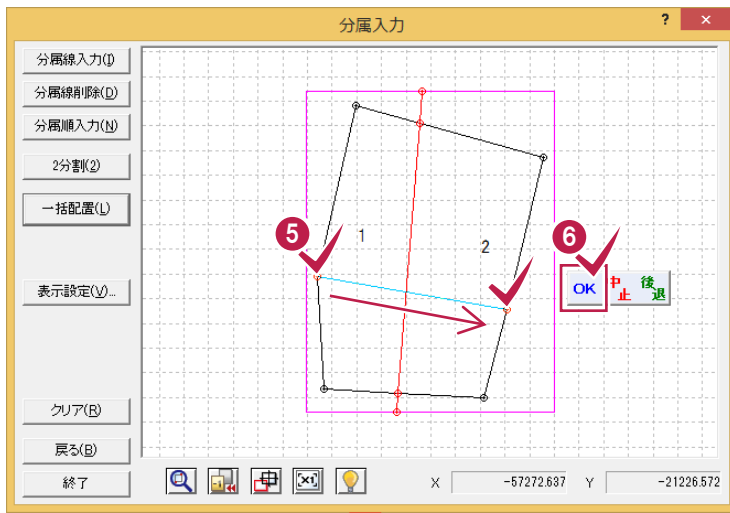 分属入力
? ×
分属線入力(I)
分属線削除(D)
分属順入力(N)
2分割(2)
一括配置(L)
表示設定(V)...
クリア(R)
戻る(B)
終了
1
2
5
6
OK
中止
後退
-1
×1
X
-57272.637
Y
-21226.572